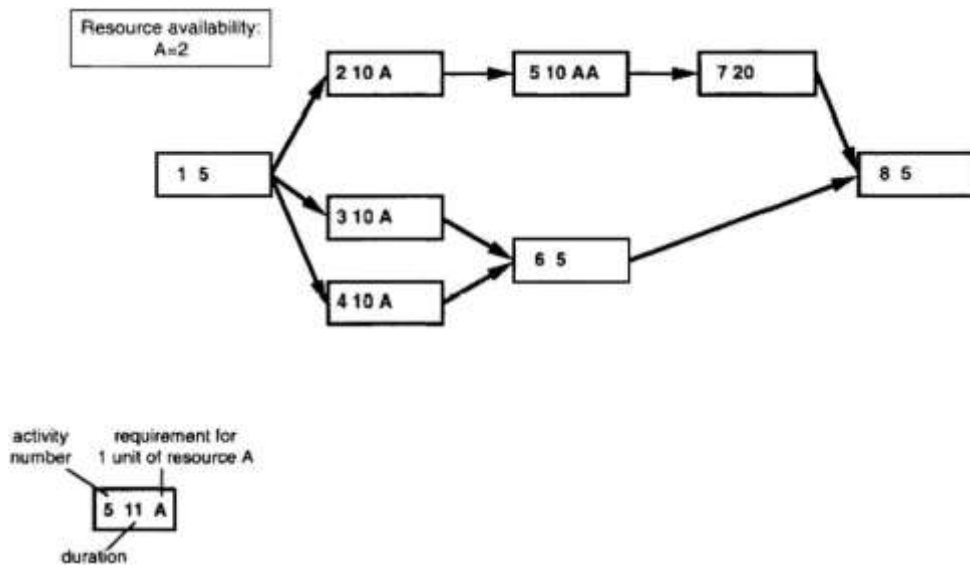 Resource availability:
A=2
2 10 A
5 10 AA
7 20
1 5
8 5
3 10 A
6 5
4 10 A
activity
number
requirement for
1 unit of resource A
5 11 A
duration